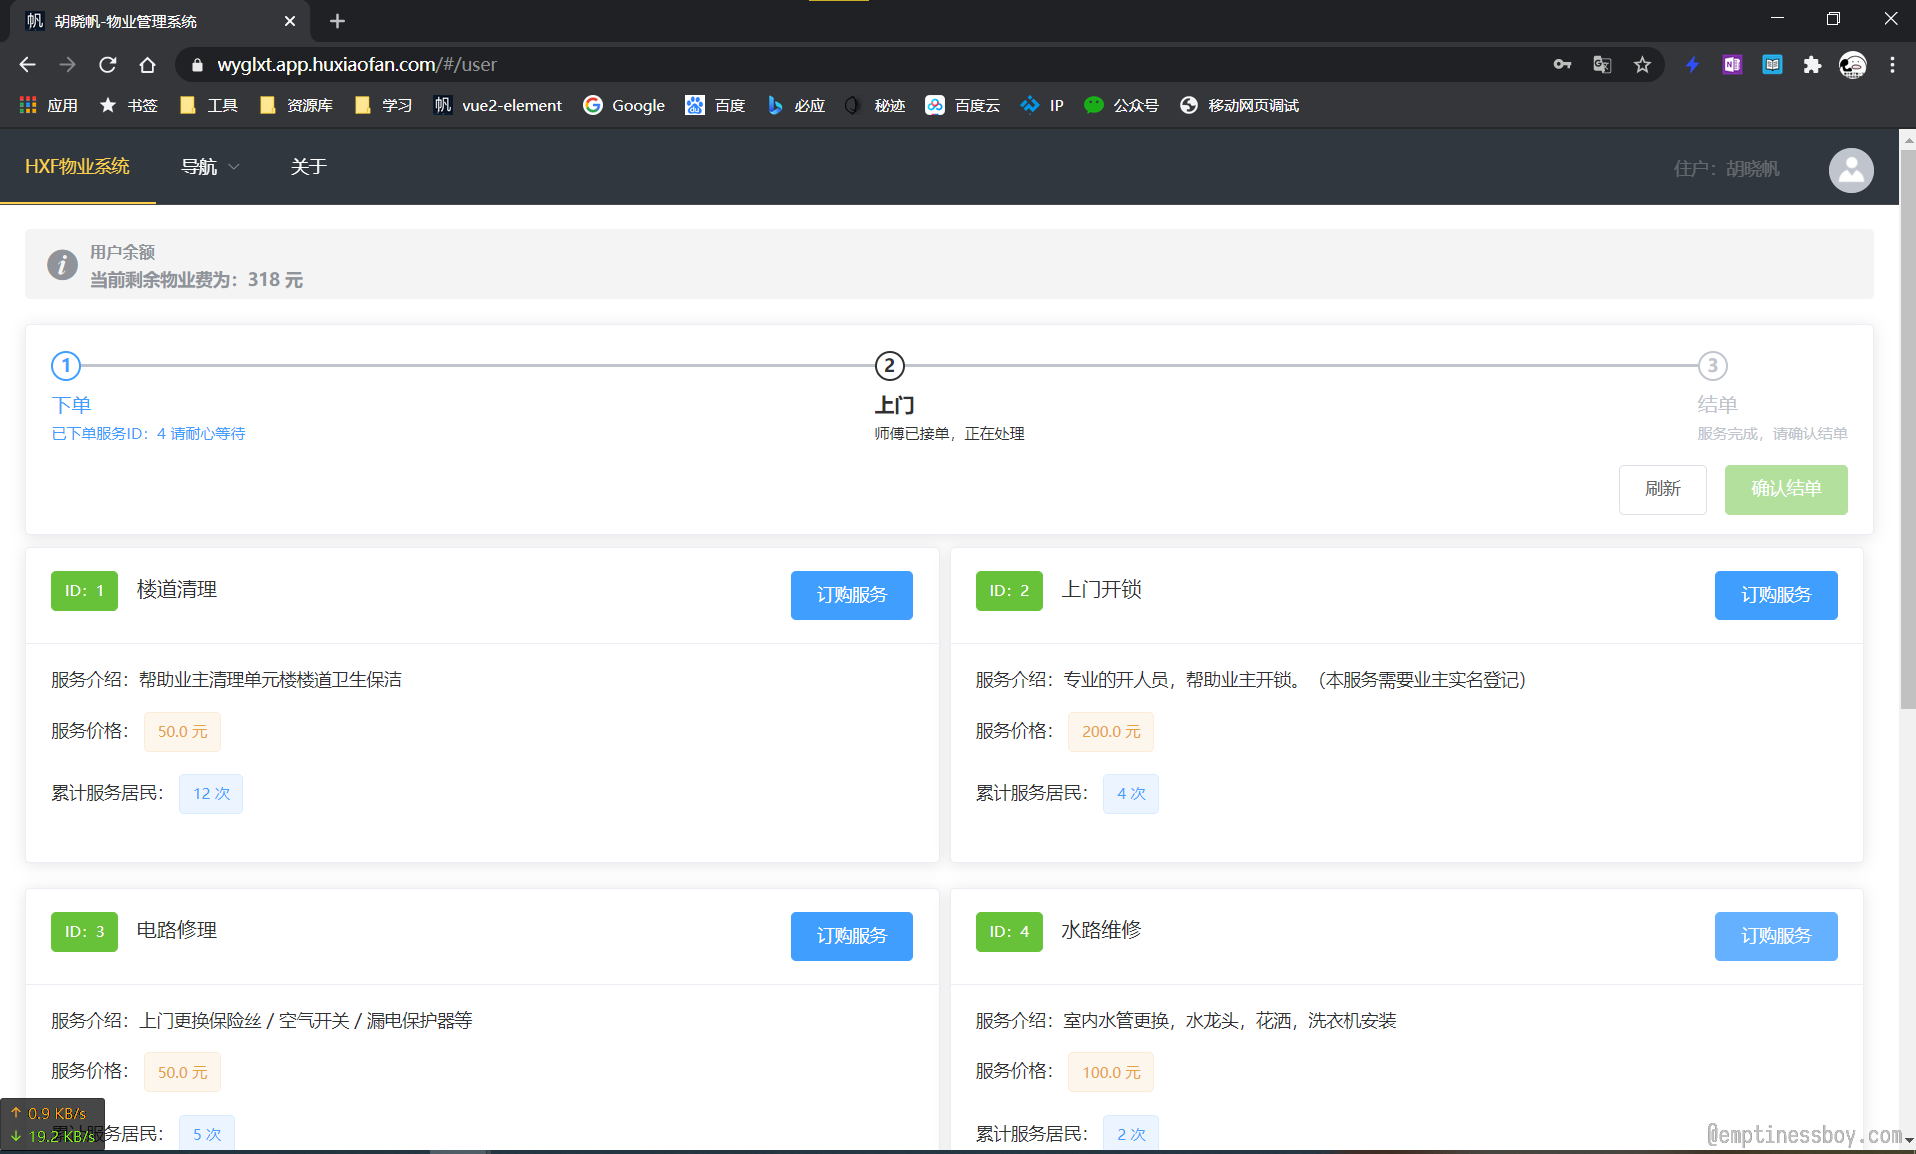 胡晓帆-物业管理系统
wyglxt.app.huxiaofan.com/#/user
应用 书签 工具 资源库 学习 vue2-element Google 百度 必应 秘迹 百度云 IP 公众号 移动网页调试
HXF物业系统 导航 关于 住户：胡晓帆
用户余额
当前剩余物业费为：318 元
1 2 3
下单 上门 结单
已下单服务ID：4 请耐心等待 师傅已接单，正在处理 服务完成，请确认结单
刷新 确认结单
ID：1 楼道清理 订购服务
服务介绍：帮助业主清理单元楼楼道卫生保洁
服务价格： 50.0 元
累计服务居民： 12 次
ID：2 上门开锁 订购服务
服务介绍：专业的开人员，帮助业主开锁。（本服务需要业主实名登记）
服务价格： 200.0 元
累计服务居民： 4 次
ID：3 电路修理 订购服务
服务介绍：上门更换保险丝 / 空气开关 / 漏电保护器等
服务价格： 50.0 元
累计服务居民： 5 次
ID：4 水路维修 订购服务
服务介绍：室内水管更换，水龙头，花洒，洗衣机安装
服务价格： 100.0 元
累计服务居民： 2 次
↑ 0.9 KB/s
↓ 19.2 KB/s
@emptinessboy.com